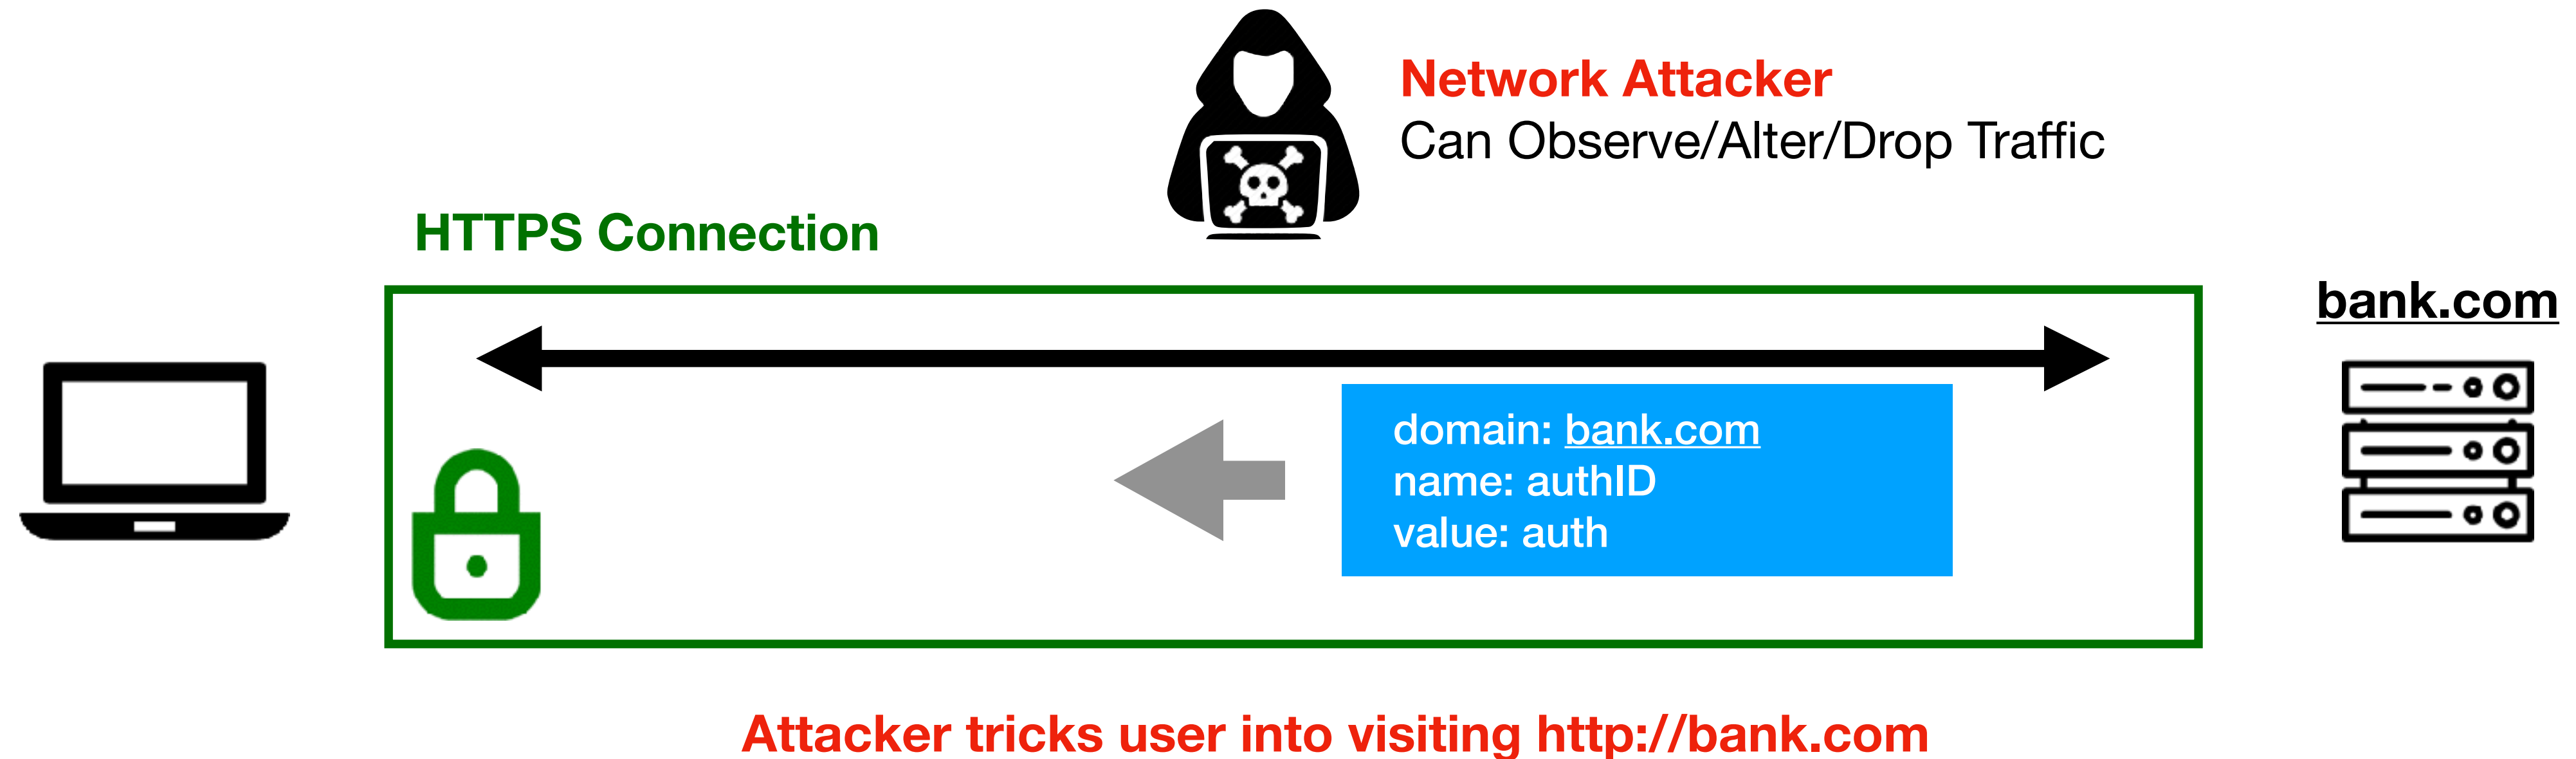 Network Attacker
Can Observe/Alter/Drop Traffic
HTTPS Connection
bank.com
domain: bank.com
name: authID
value: auth
Attacker tricks user into visiting http://bank.com